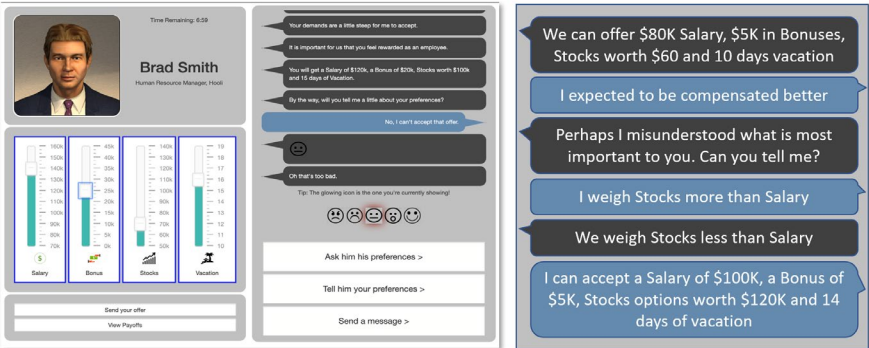 Time Remaining: 6:59
Brad Smith
Human Resource Manager, Hooli
160k
150k
140k
130k
120k
110k
100k
90k
80k
70k
Salary
45k
40k
35k
30k
25k
20k
15k
10k
5k
0k
Bonus
140k
130k
120k
110k
100k
90k
80k
70k
60k
50k
Stocks
19
18
17
16
15
14
13
12
11
10
Vacation
Send your offer
View Payoffs
Your demands are a little steep for me to accept.
It is important for us that you feel rewarded as an employee.
You will get a Salary of $120k, a Bonus of $20k, Stocks worth $100k
and 15 days of Vacation.
By the way, will you tell me a little about your preferences?
No, I can't accept that offer.
Oh that's too bad.
Tip: The glowing icon is the one you're currently showing!
Ask him his preferences >
Tell him your preferences >
Send a message >
We can offer $80K Salary, $5K in Bonuses,
Stocks worth $60 and 10 days vacation
I expected to be compensated better
Perhaps I misunderstood what is most
important to you. Can you tell me?
I weigh Stocks more than Salary
We weigh Stocks less than Salary
I can accept a Salary of $100K, a Bonus of
$5K, Stocks options worth $120K and 14
days of vacation